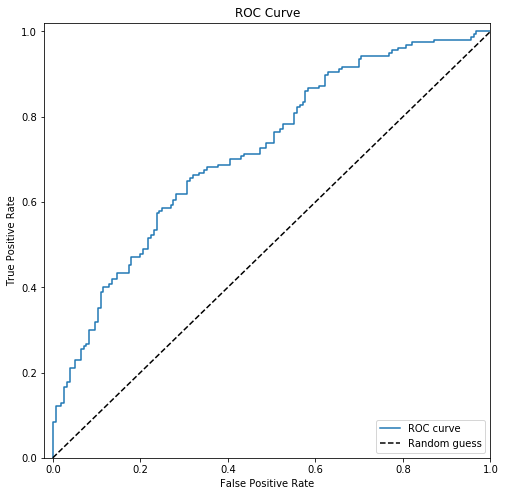 ROC Curve
True Positive Rate
1.0
0.8
0.6
0.4
0.2
0.0
0.0 0.2 0.4 0.6 0.8 1.0
False Positive Rate
ROC curve
Random guess